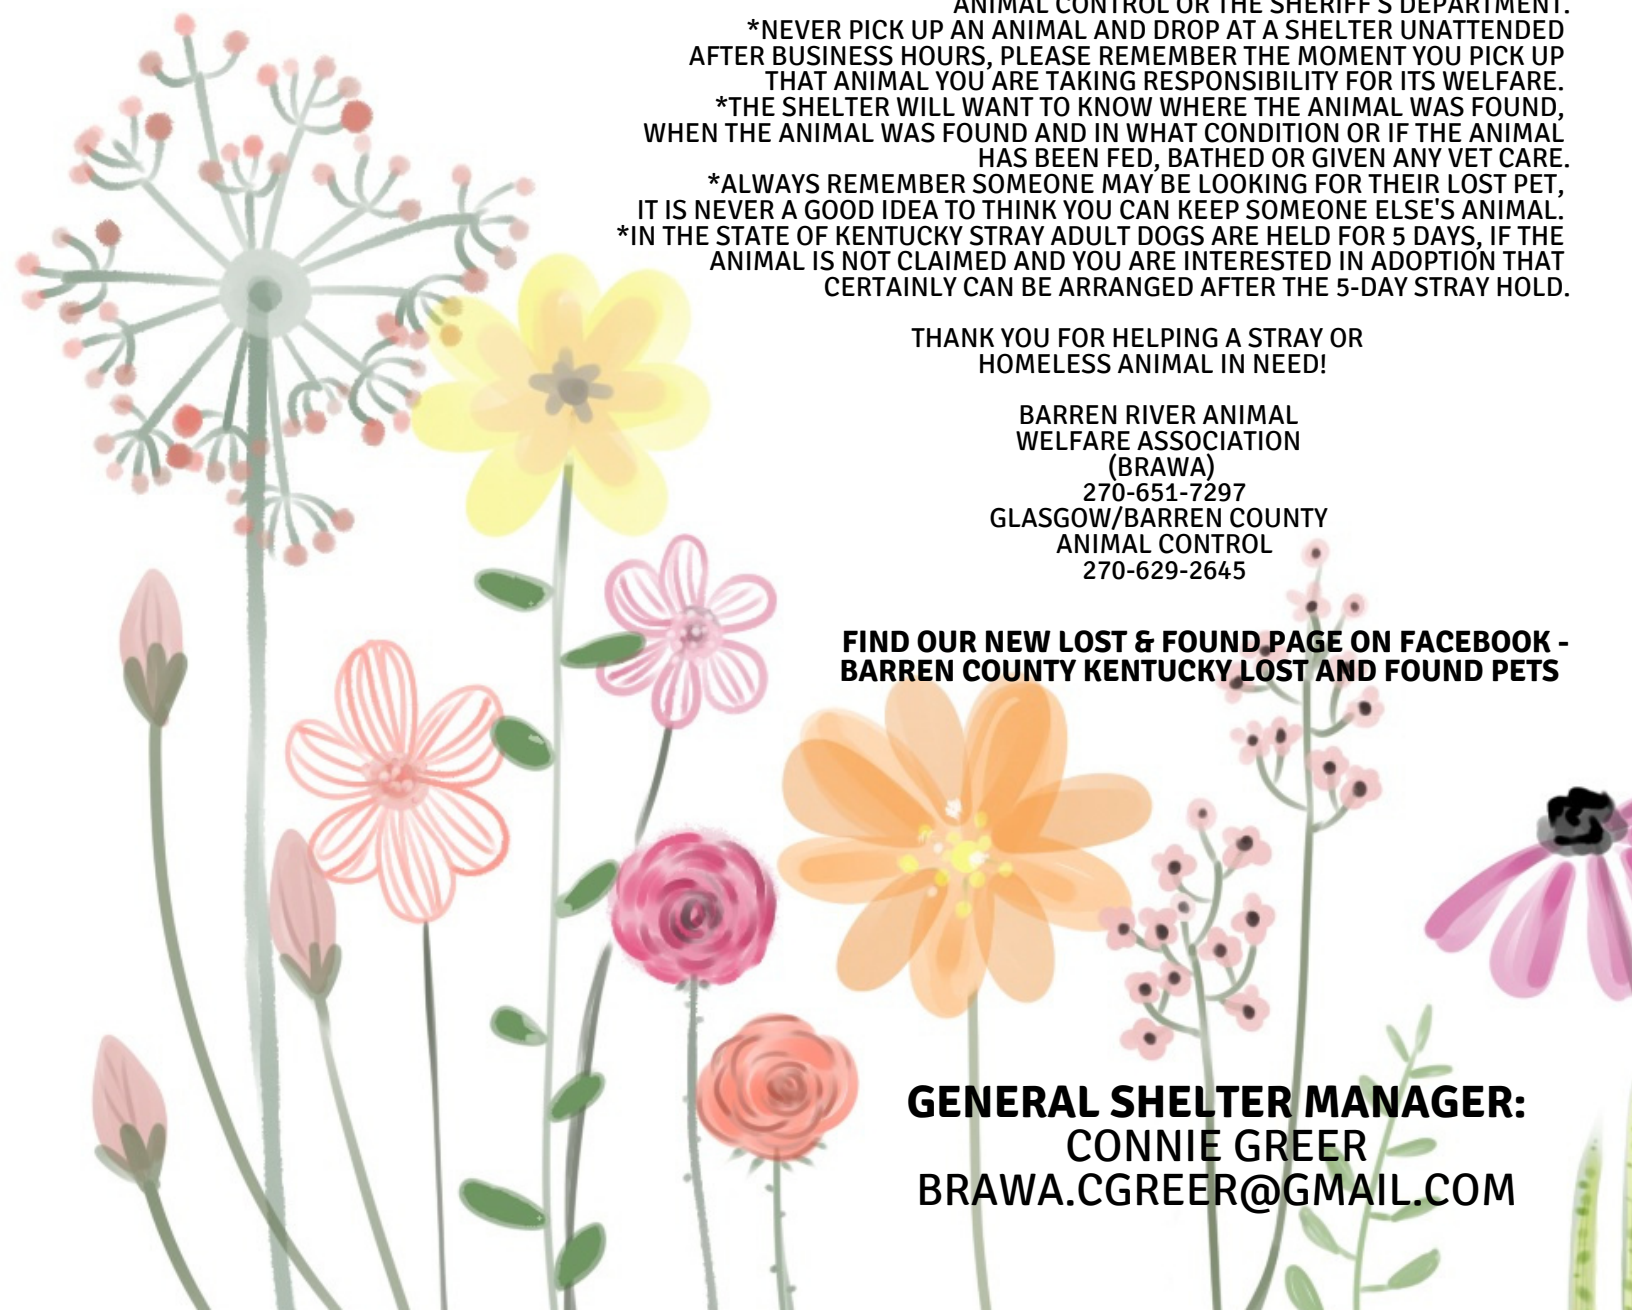 ANIMAL CONTROL OR THE SHERIFF'S DEPARTMENT.
*NEVER PICK UP AN ANIMAL AND DROP AT A SHELTER UNATTENDED
AFTER BUSINESS HOURS, PLEASE REMEMBER THE MOMENT YOU PICK UP
THAT ANIMAL YOU ARE TAKING RESPONSIBILITY FOR ITS WELFARE.
*THE SHELTER WILL WANT TO KNOW WHERE THE ANIMAL WAS FOUND,
WHEN THE ANIMAL WAS FOUND AND IN WHAT CONDITION OR IF THE ANIMAL
HAS BEEN FED, BATHED OR GIVEN ANY VET CARE.
*ALWAYS REMEMBER SOMEONE MAY BE LOOKING FOR THEIR LOST PET,
IT IS NEVER A GOOD IDEA TO THINK YOU CAN KEEP SOMEONE ELSE'S ANIMAL.
*IN THE STATE OF KENTUCKY STRAY ADULT DOGS ARE HELD FOR 5 DAYS, IF THE
ANIMAL IS NOT CLAIMED AND YOU ARE INTERESTED IN ADOPTION THAT
CERTAINLY CAN BE ARRANGED AFTER THE 5-DAY STRAY HOLD.
THANK YOU FOR HELPING A STRAY OR
HOMELESS ANIMAL IN NEED!
BARREN RIVER ANIMAL
WELFARE ASSOCIATION
(BRAWA)
270-651-7297
GLASGOW/BARREN COUNTY
ANIMAL CONTROL
270-629-2645
FIND OUR NEW LOST & FOUND PAGE ON FACEBOOK -
BARREN COUNTY KENTUCKY LOST AND FOUND PETS
GENERAL SHELTER MANAGER:
CONNIE GREER
BRAWA.CGREER@GMAIL.COM